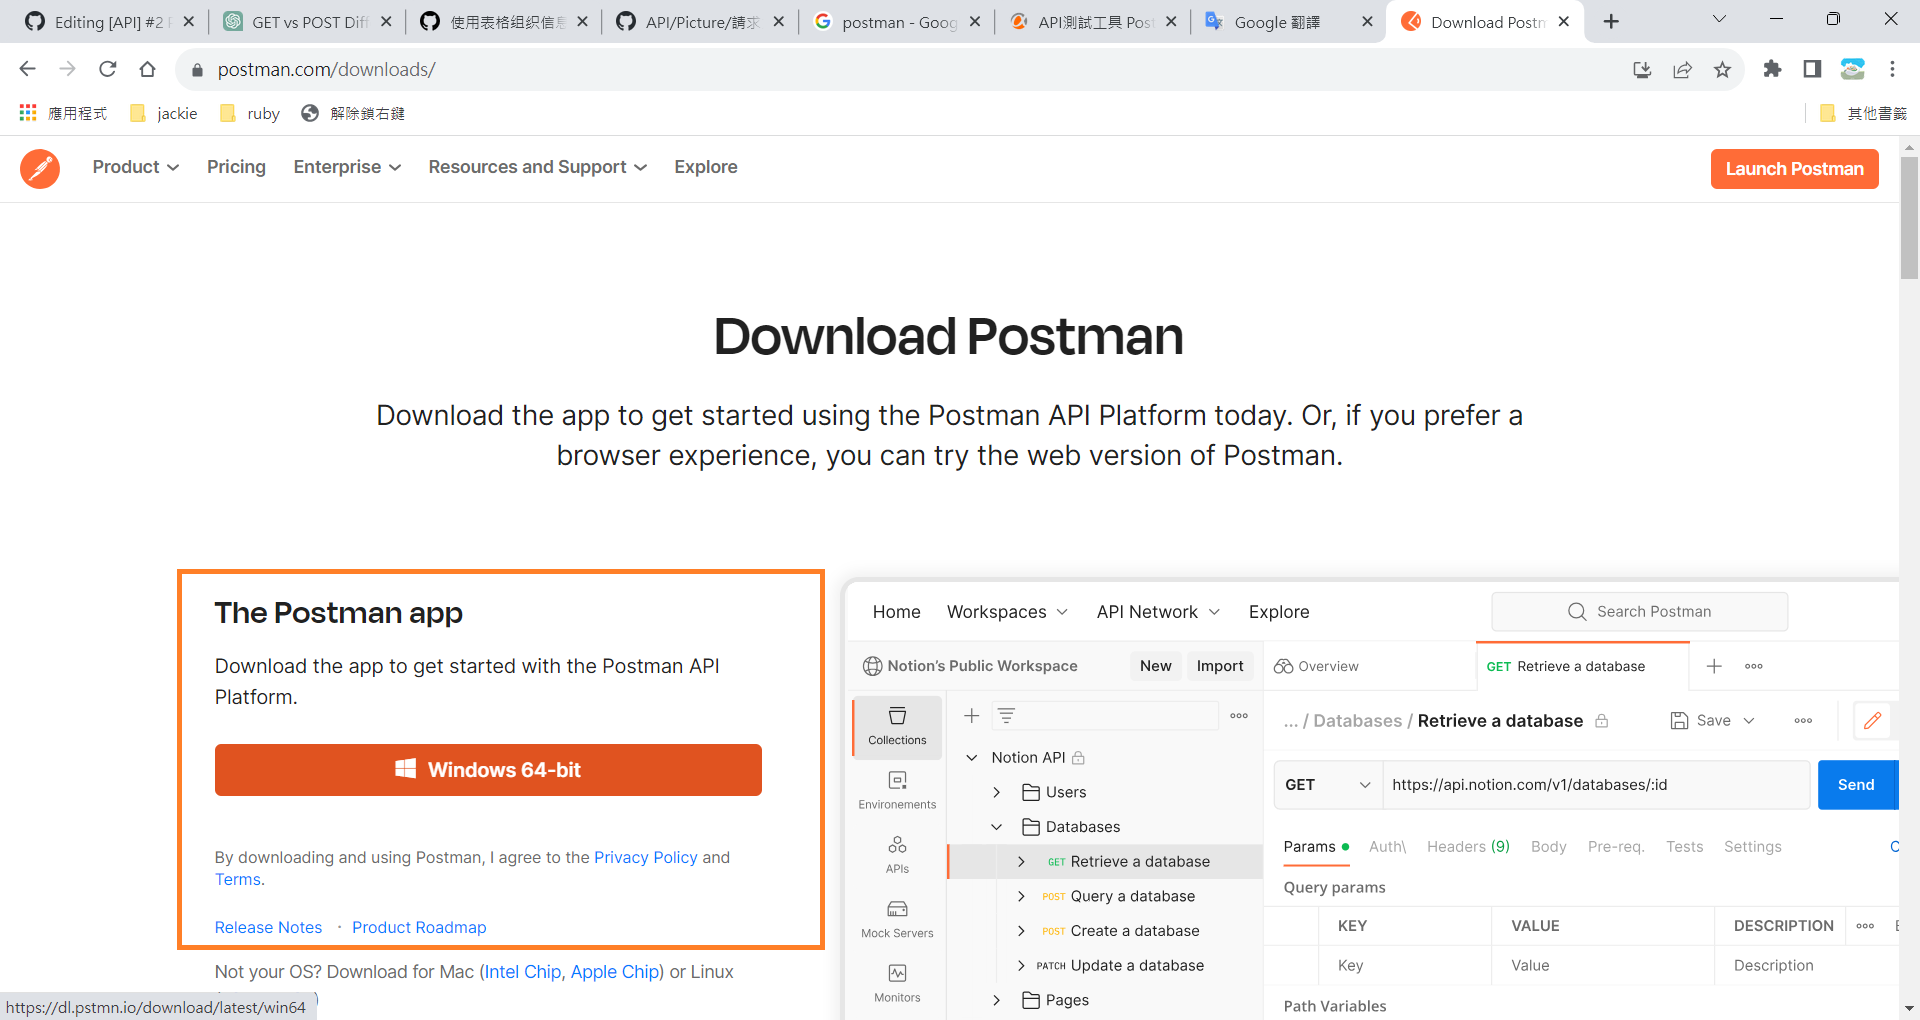 Editing [API] #2 P
GET vs POST Diff
使用表格组织信息
API/Picture/請求
postman - Goog
API測試工具 Post
Google 翻譯
Download Postm
postman.com/downloads/
應用程式
jackie
ruby
解除鎖右鍵
其他書籤
Product
Pricing
Enterprise
Resources and Support
Explore
Launch Postman
Download Postman
Download the app to get started using the Postman API Platform today. Or, if you prefer a
browser experience, you can try the web version of Postman.
The Postman app
Download the app to get started with the Postman API
Platform.
Windows 64-bit
By downloading and using Postman, I agree to the Privacy Policy and
Terms.
Release Notes · Product Roadmap
Not your OS? Download for Mac (Intel Chip, Apple Chip) or Linux
)
https://dl.pstmn.io/download/latest/win64
Home
Workspaces
API Network
Explore
Search Postman
Notion's Public Workspace
New
Import
Overview
GET Retrieve a database
Collections
Environements
APIs
Mock Servers
Monitors
Notion API
Users
Databases
GET Retrieve a database
POST Query a database
POST Create a database
PATCH Update a database
Pages
... / Databases / Retrieve a database
Save
GET
https://api.notion.com/v1/databases/:id
Send
Params
Auth\
Headers (9)
Body
Pre-req.
Tests
Settings
Query params
KEY
VALUE
DESCRIPTION
Key
Value
Description
Path Variables